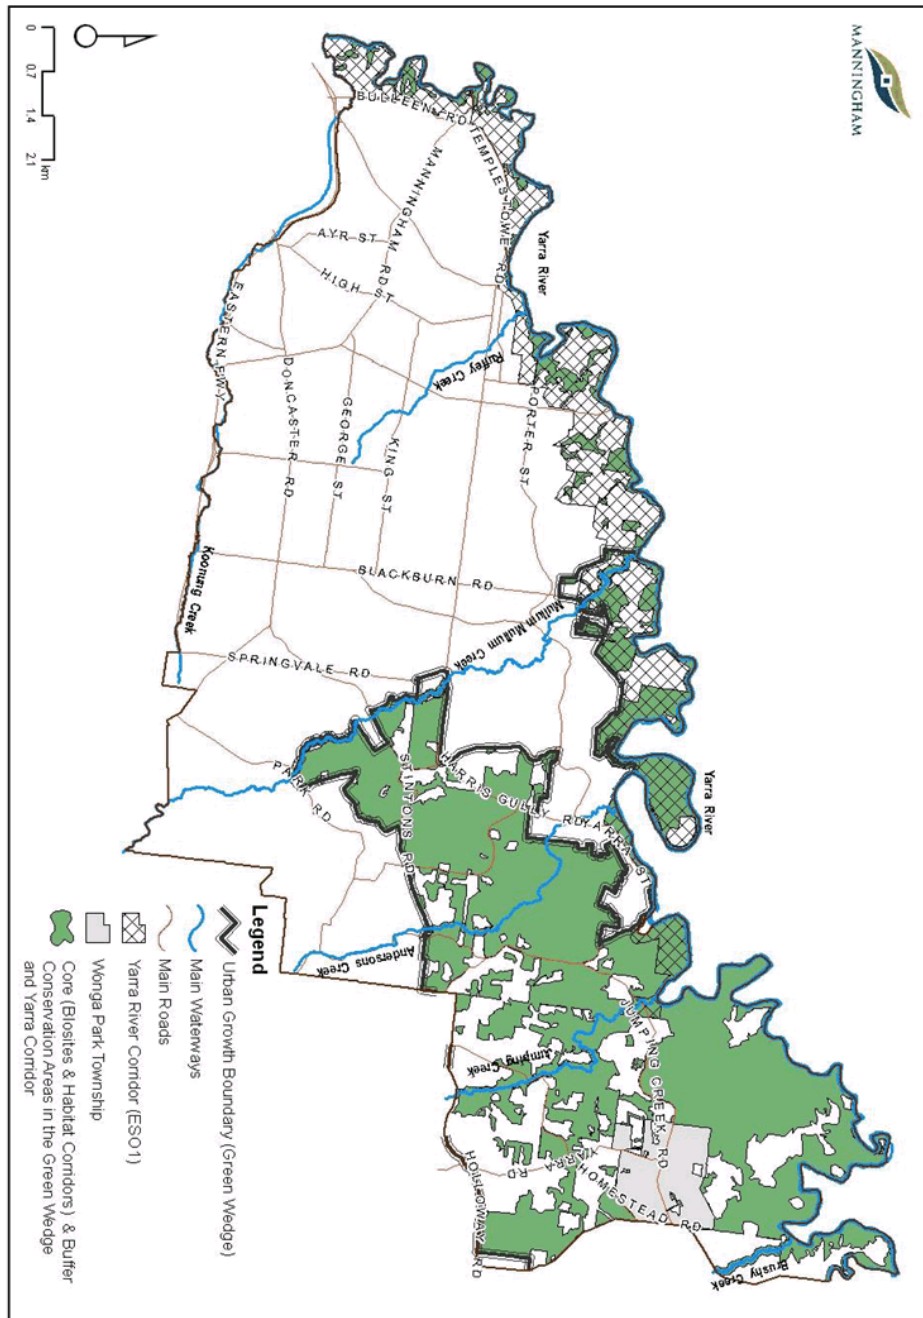 MANNINGHAM
0 0.7 1.4 2.1
km
BULLEEN RD
TEMPLESTOWE RD
MANNINGHAM RD
AYR ST
HIGH ST
Yarra River
Ruffey Creek
EASTERN FWY
DONCASTER RD
GEORGE ST
KING ST
PORTER ST
BLACKBURN RD
Koonung Creek
Mullum Mullum Creek
SPRINGVALE RD
Yarra River
PARK RD
STINTONS RD
HARRIS GULLY RD
YARRA ST
Andersons Creek
JUMPING CREEK RD
Jumping Creek
YARRA RD
HOMESTEAD RD
HOLLOWAY RD
Brushy Creek
Legend
Urban Growth Boundary (Green Wedge)
Main Waterways
Main Roads
Yarra River Corridor (ESO1)
Wonga Park Township
Core (Biosites & Habitat Corridors) & Buffer
Conservation Areas in the Green Wedge
and Yarra Corridor